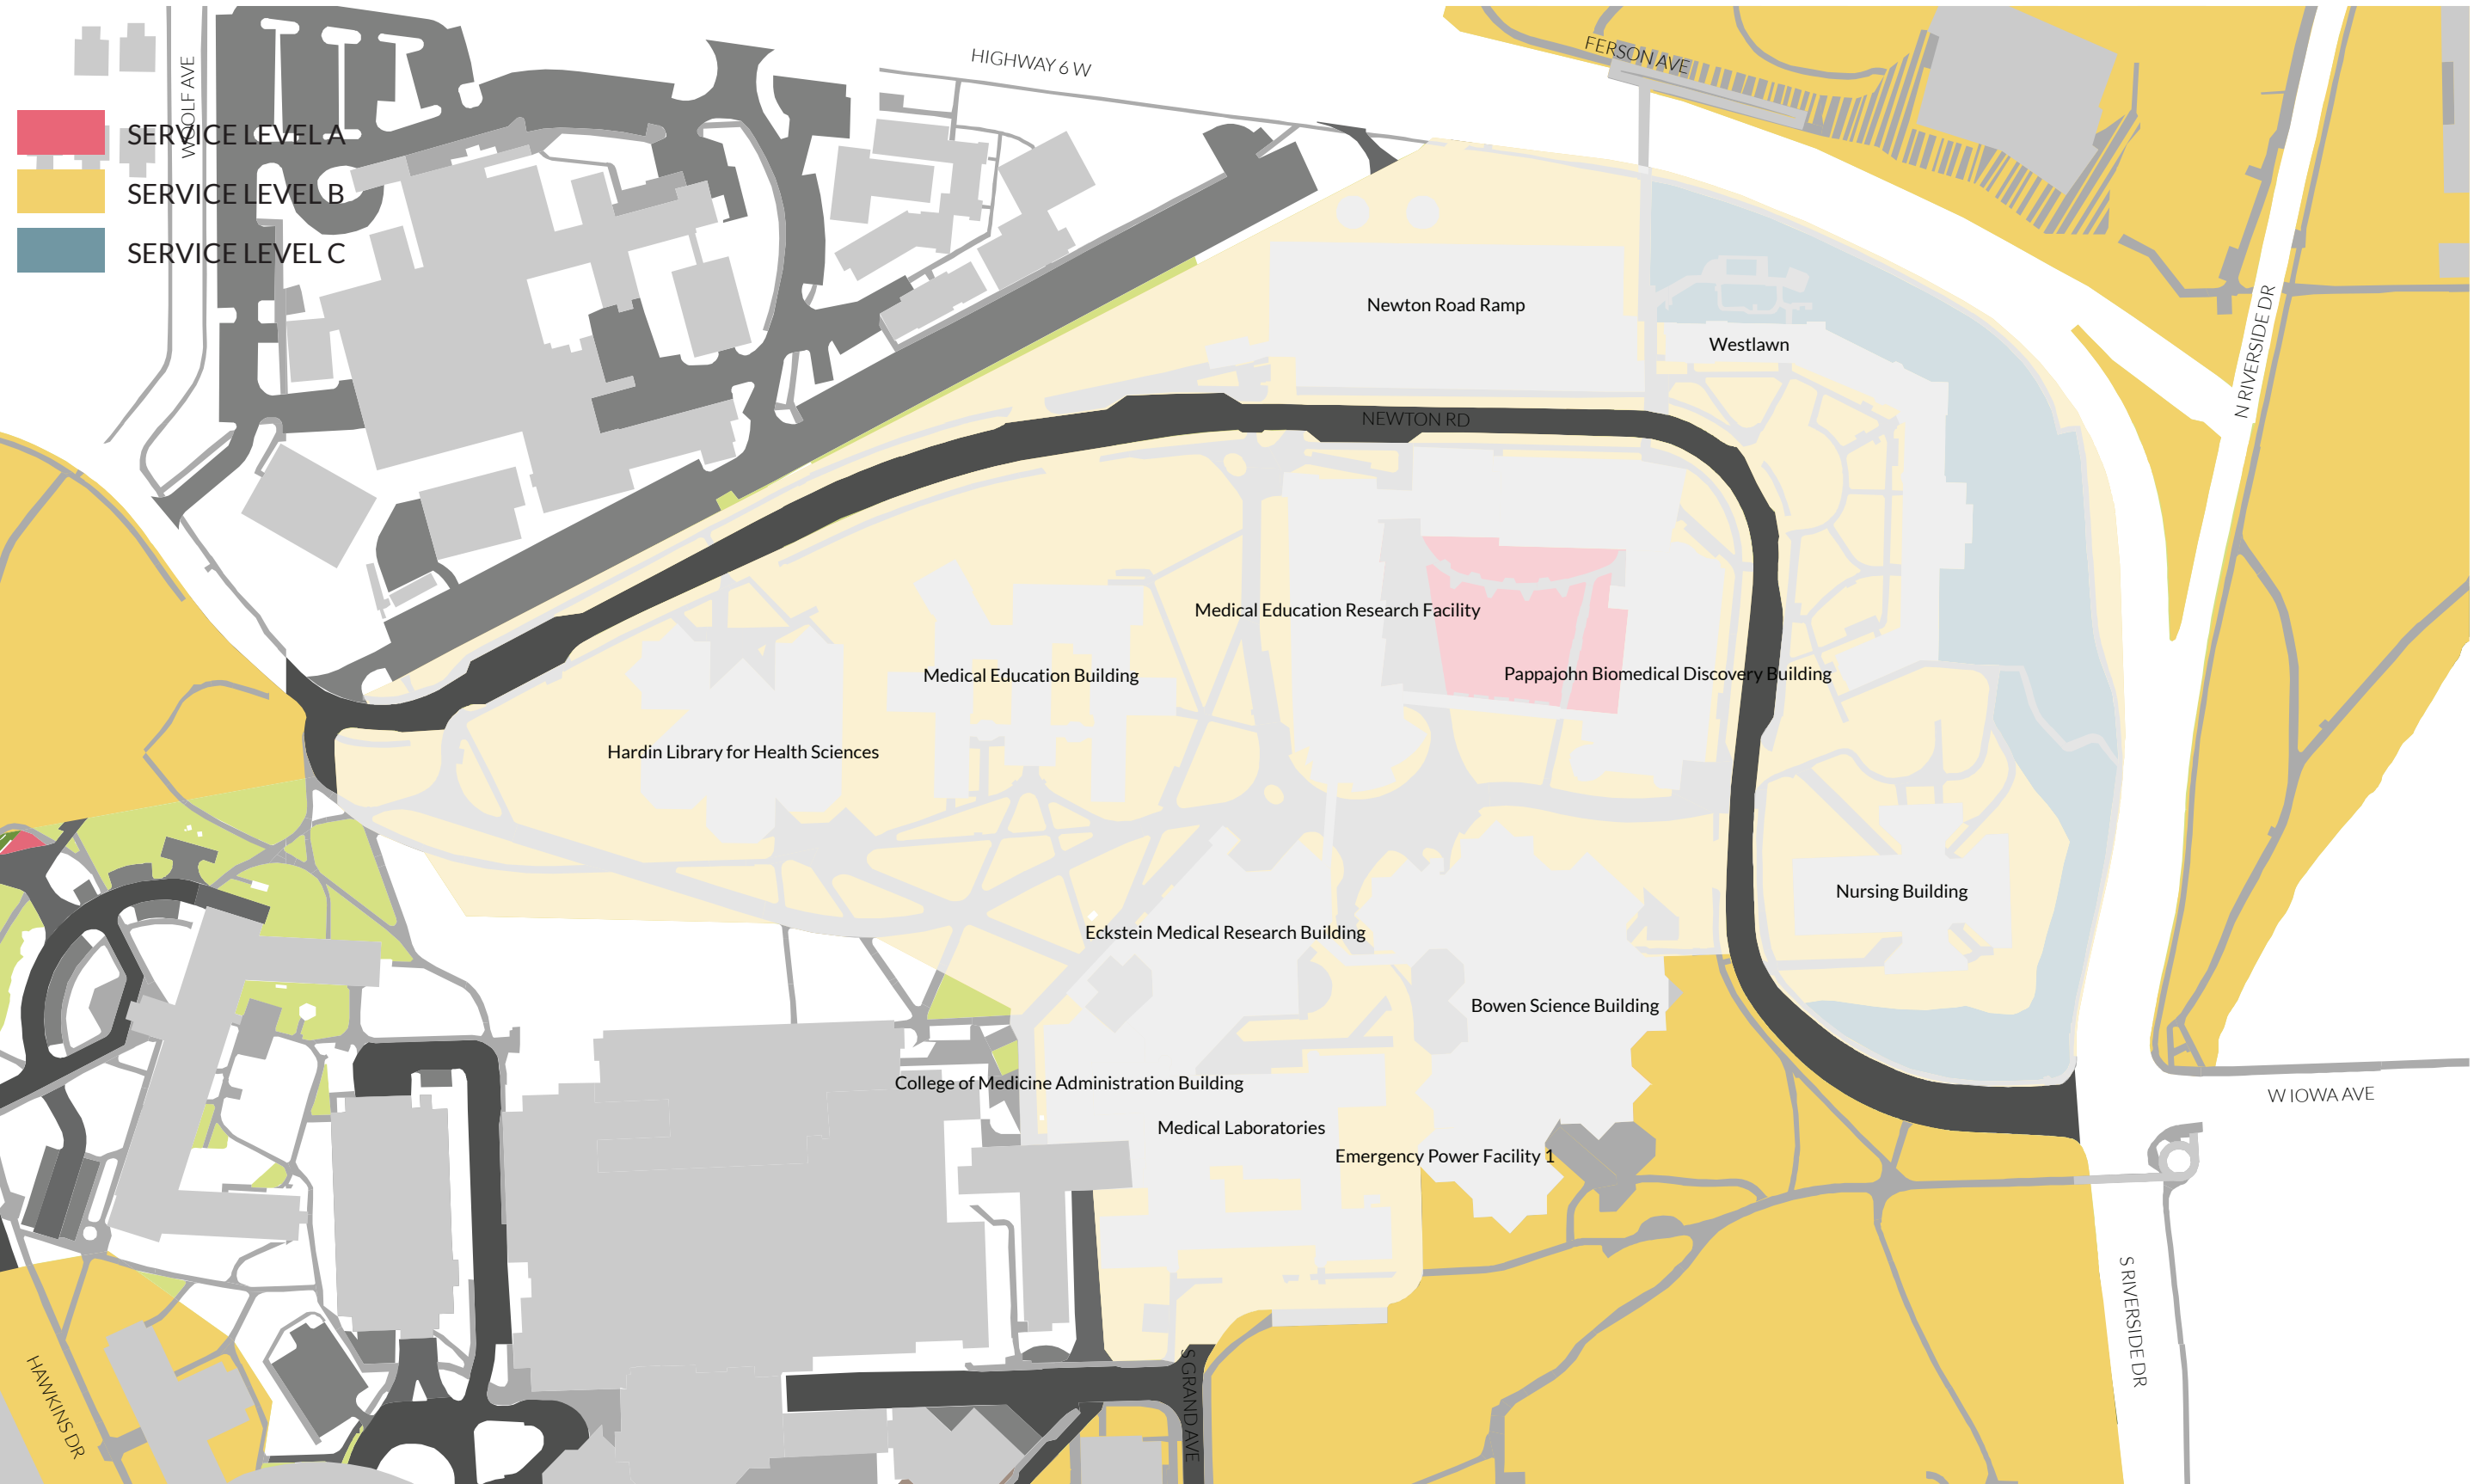 HIGHWAY 6 W
FERSON AVE
WOOLF AVE
SERVICE LEVEL A
SERVICE LEVEL B
SERVICE LEVEL C
Newton Road Ramp
Westlawn
N RIVERSIDE DR
NEWTON RD
Medical Education Research Facility
Medical Education Building
Pappajohn Biomedical Discovery Building
Hardin Library for Health Sciences
Nursing Building
Eckstein Medical Research Building
Bowen Science Building
College of Medicine Administration Building
W IOWA AVE
Medical Laboratories
Emergency Power Facility 1
S RIVERSIDE DR
HAWKINS DR
S GRAND AVE